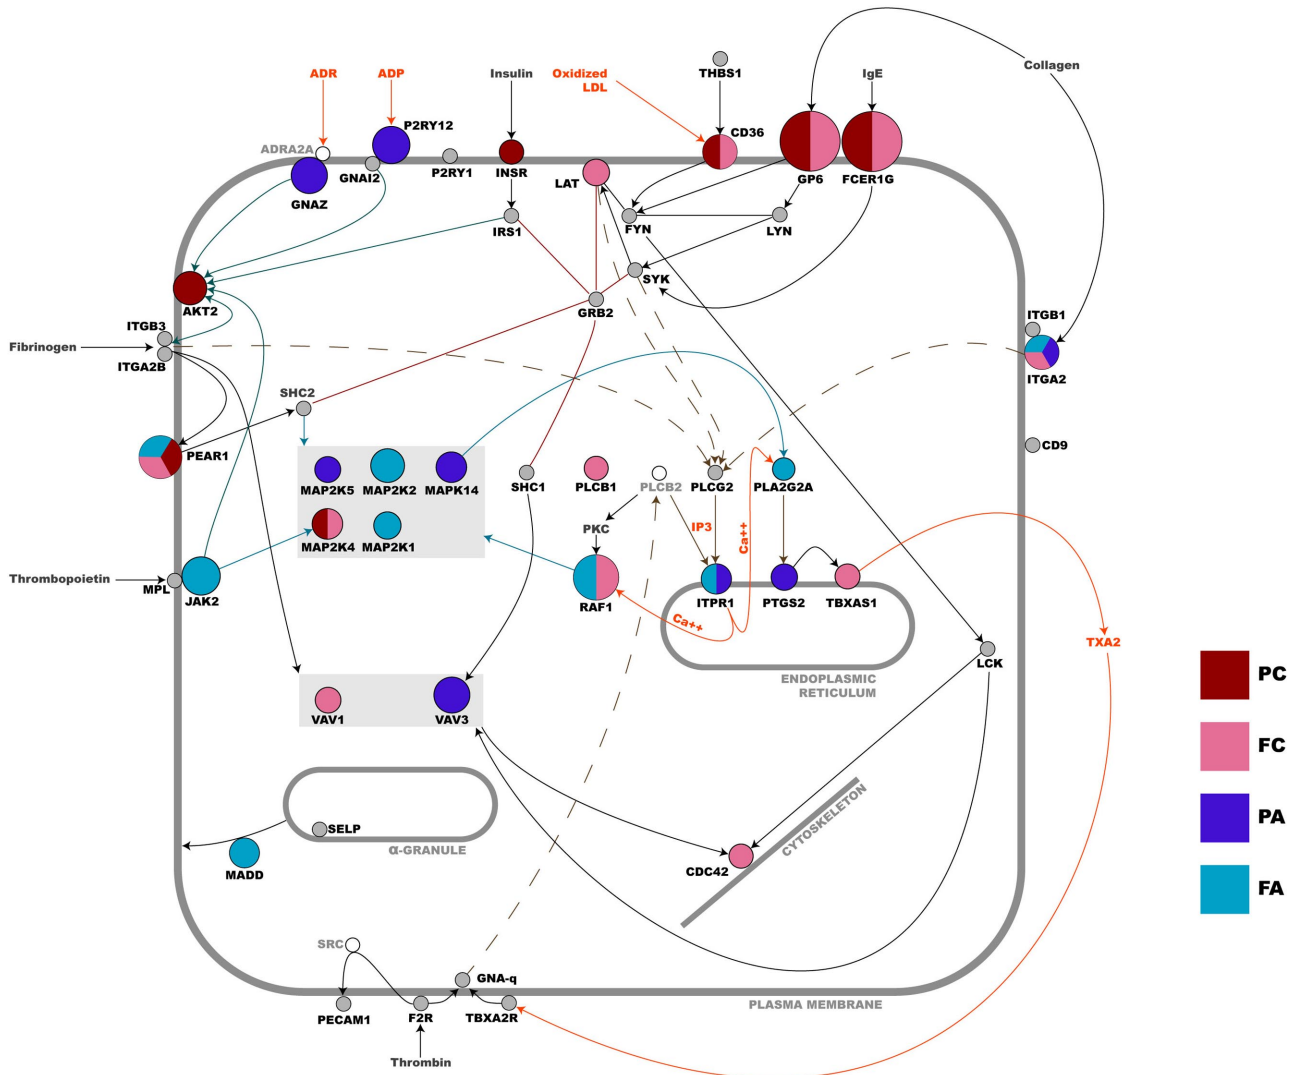 Collagen
ADR
ADP
Insulin
Oxidized
LDL
THBS1
IgE
P2RY12
CD36
ADRA2A
GNAI2
P2RY1
INSR
LAT
GP6
FCER1G
GNAZ
IRS1
FYN
LYN
SYK
AKT2
GRB2
ITGB3
ITGB1
Fibrinogen
ITGA2B
ITGA2
SHC2
PEAR1
CD9
MAP2K5
MAP2K2
MAPK14
SHC1
PLCB1
PLCB2
PLCG2
PLA2G2A
MAP2K4
MAP2K1
PKC
IP3
Ca++
Thrombopoietin
MPL
JAK2
RAF1
ITPR1
PTGS2
TBXAS1
Ca++
TXA2
LCK
ENDOPLASMIC
RETICULUM
PC
VAV1
VAV3
FC
SELP
α-GRANULE
CYTOSKELETON
PA
MADD
CDC42
FA
SRC
GNA-q
PECAM1
F2R
TBXA2R
PLASMA MEMBRANE
Thrombin